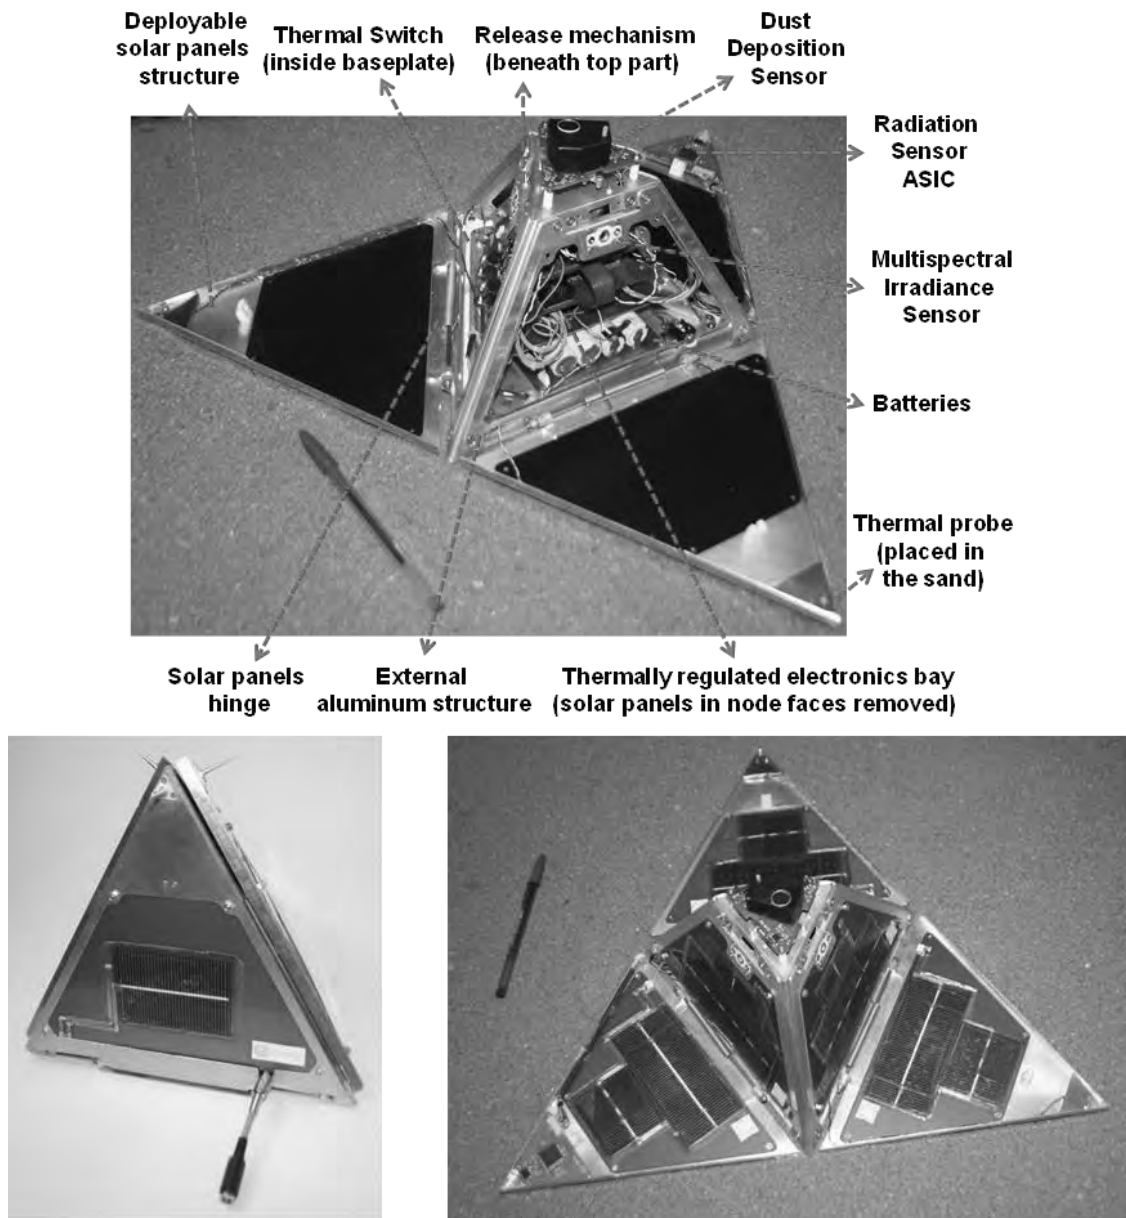 Deployable
solar panels
structure
Thermal Switch
(inside baseplate)
Release mechanism
(beneath top part)
Dust
Deposition
Sensor
Radiation
Sensor
ASIC
Multispectral
Irradiance
Sensor
Batteries
Thermal probe
(placed in
the sand)
Solar panels
hinge
External
aluminum structure
Thermally regulated electronics bay
(solar panels in node faces removed)